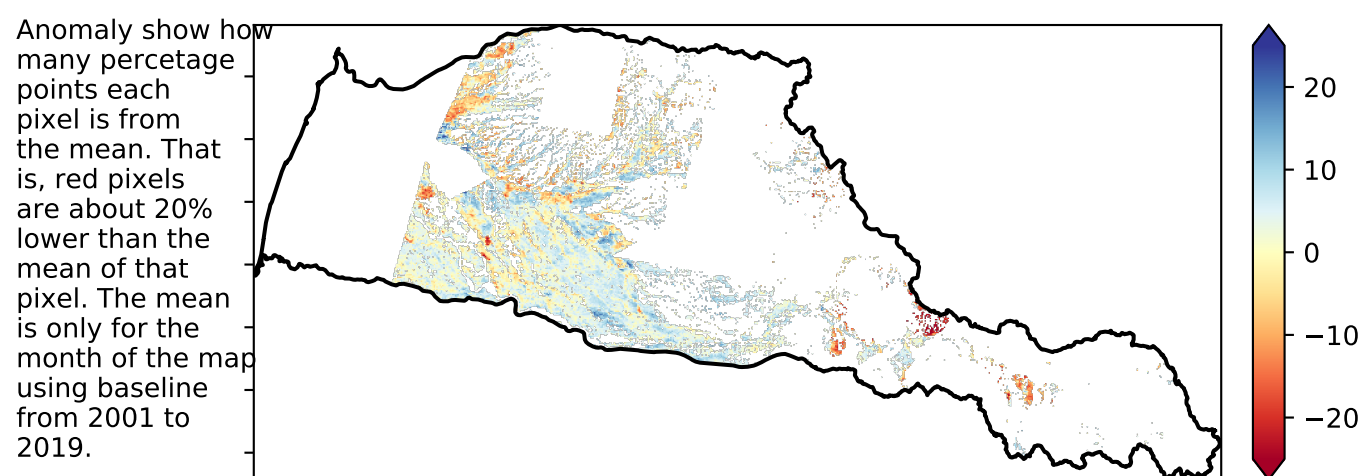 Anomaly show how
many percetage
points each
pixel is from
the mean. That
is, red pixels
are about 20%
lower than the
mean of that
pixel. The mean
is only for the
month of the map
using baseline
from 2001 to
2019.
20
10
0
−10
−20